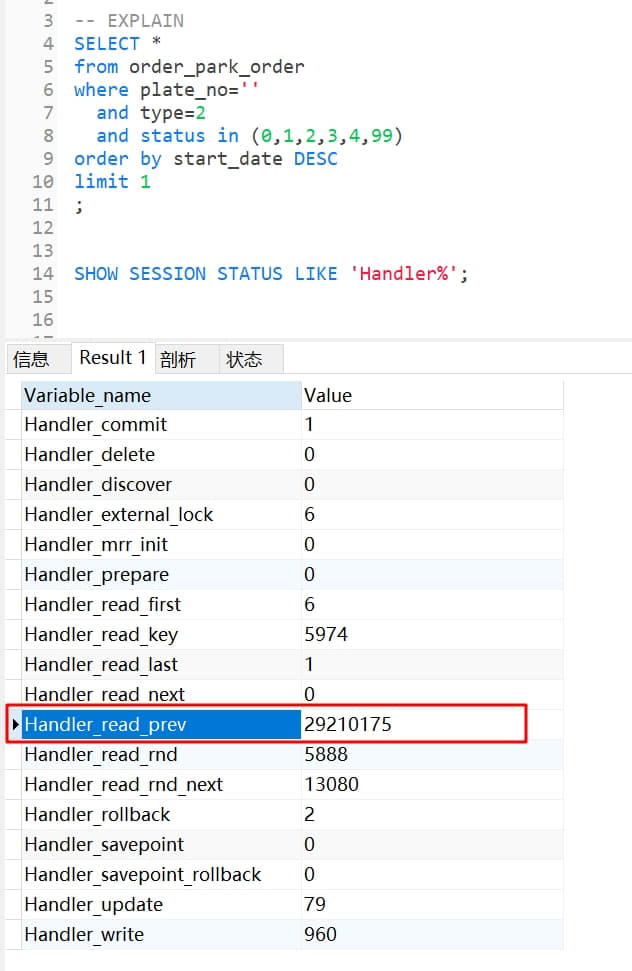 3 -- EXPLAIN
4 SELECT *
5 from order_park_order
6 where plate_no=''
7 and type=2
8 and status in (0,1,2,3,4,99)
9 order by start_date DESC
10 limit 1
11 ;
12
13
14 SHOW SESSION STATUS LIKE 'Handler%';
15
16
信息 Result 1 剖析 状态
Variable_name Value
Handler_commit 1
Handler_delete 0
Handler_discover 0
Handler_external_lock 6
Handler_mrr_init 0
Handler_prepare 0
Handler_read_first 6
Handler_read_key 5974
Handler_read_last 1
Handler_read_next 0
Handler_read_prev 29210175
Handler_read_rnd 5888
Handler_read_rnd_next 13080
Handler_rollback 2
Handler_savepoint 0
Handler_savepoint_rollback 0
Handler_update 79
Handler_write 960